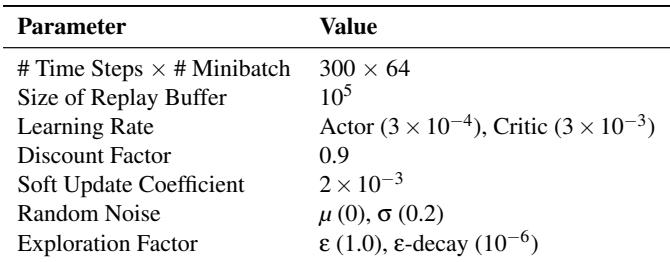 Parameter Value
# Time Steps × # Minibatch 300 × 64
Size of Replay Buffer 10⁵
Learning Rate Actor (3 × 10⁻⁴), Critic (3 × 10⁻³)
Discount Factor 0.9
Soft Update Coefficient 2 × 10⁻³
Random Noise μ (0), σ (0.2)
Exploration Factor ε (1.0), ε-decay (10⁻⁶)